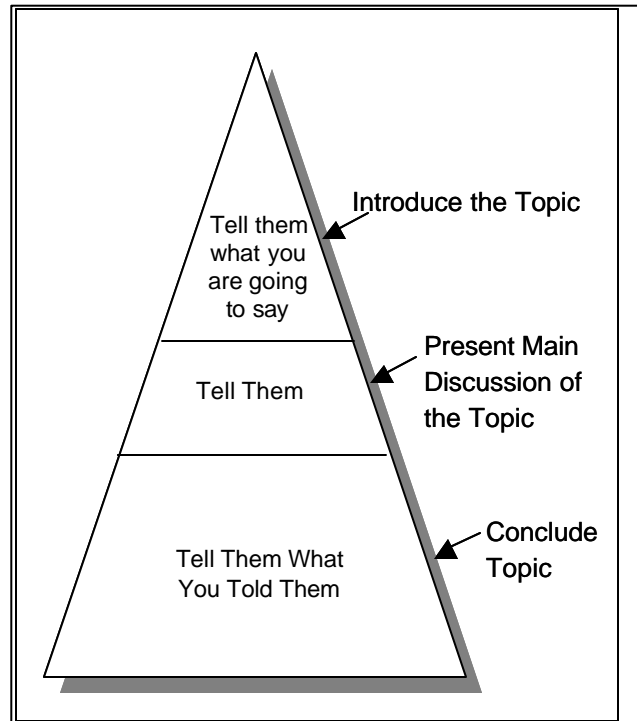 Introduce the Topic
Tell them
what you
are going
to say
Present Main
Discussion of
the Topic
Tell Them
Conclude
Topic
Tell Them What
You Told Them